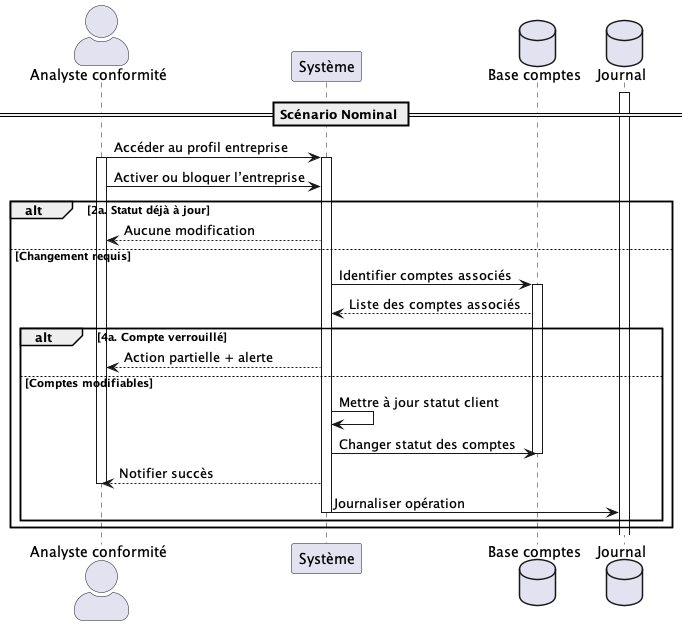 Analyste conformité
Système
Base comptes
Journal
Scénario Nominal
Accéder au profil entreprise
Activer ou bloquer l'entreprise
alt [2a. Statut déjà à jour]
Aucune modification
[Changement requis]
Identifier comptes associés
Liste des comptes associés
alt [4a. Compte verrouillé]
Action partielle + alerte
[Comptes modifiables]
Mettre à jour statut client
Changer statut des comptes
Notifier succès
Journaliser opération
Analyste conformité
Système
Base comptes
Journal